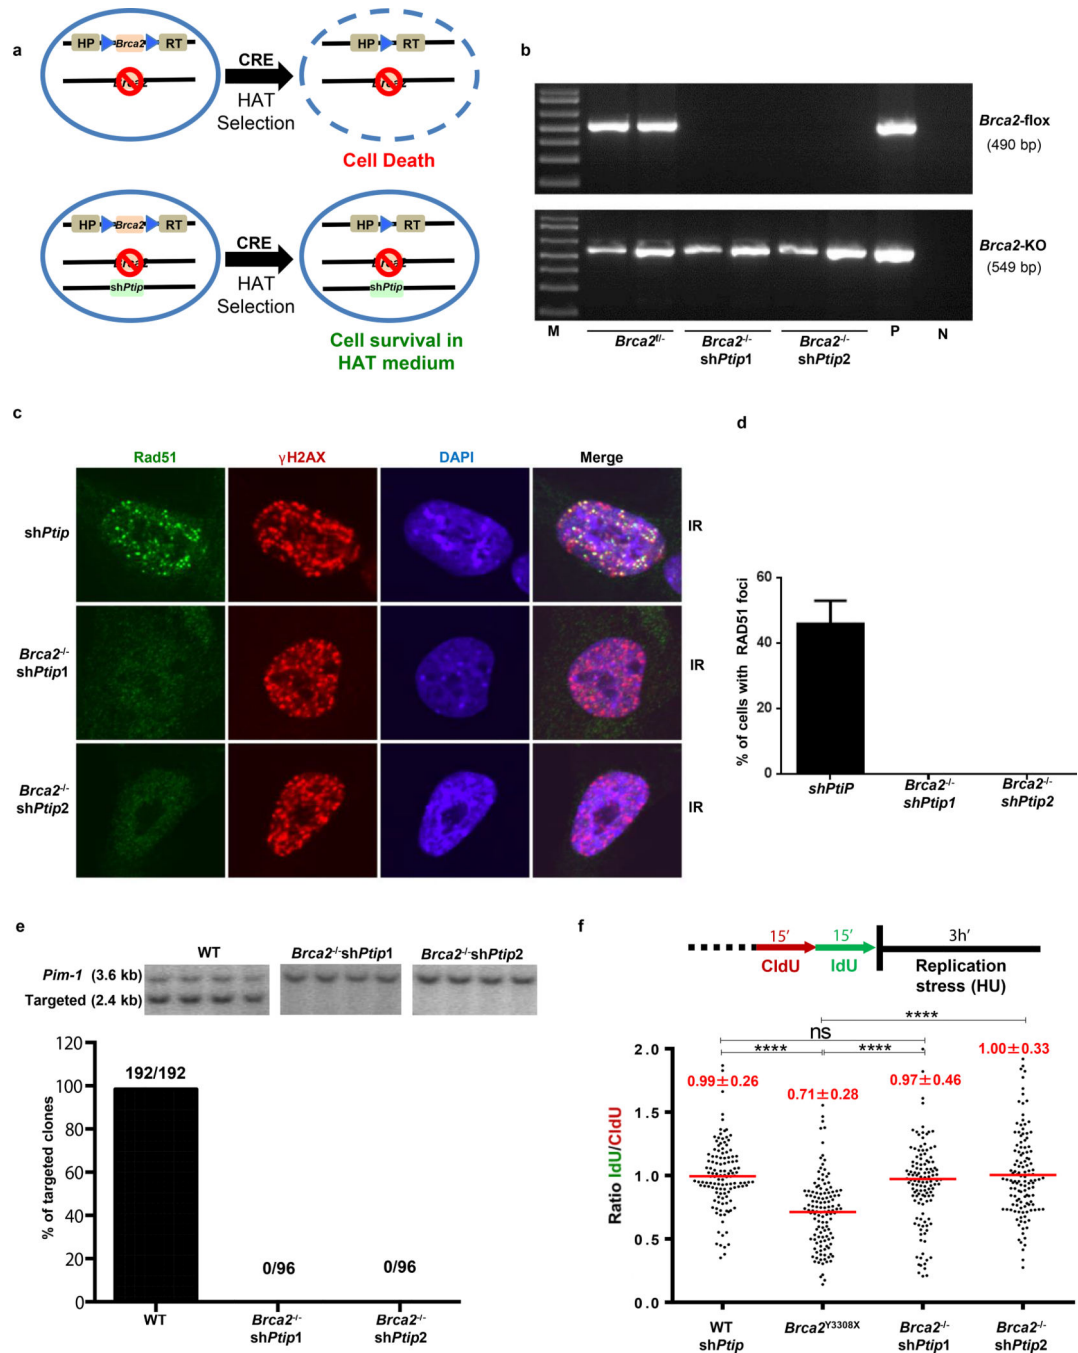 a
HP Brca2 RT
CRE
HAT
Selection
HP RT
Cell Death
HP Brca2 RT
shPtip
CRE
HAT
Selection
HP RT
shPtip
Cell survival in
HAT medium
b
Brca2-flox
(490 bp)
Brca2-KO
(549 bp)
M
Brca2fl/-
Brca2-/-
shPtip1
Brca2-/-
shPtip2
P
N
c
Rad51 γH2AX DAPI Merge
shPtip
IR
Brca2-/-
shPtip1
IR
Brca2-/-
shPtip2
IR
d
% of cells with RAD51 foci
60
40
20
0
shPtiP
Brca2-/-
shPtip1
Brca2-/-
shPtip2
e
WT Brca2-/-shPtip1 Brca2-/-shPtip2
Pim-1 (3.6 kb)
Targeted (2.4 kb)
% of targeted clones
120
100
80
60
40
20
0
192/192
0/96
0/96
WT
Brca2-/-
shPtip1
Brca2-/-
shPtip2
f
15' 15' 3h'
CldU IdU Replication
stress (HU)
****
ns
**** ****
0.99±0.26
0.71±0.28
0.97±0.46
1.00±0.33
Ratio IdU/CldU
2.0
1.5
1.0
0.5
0.0
WT
shPtip
Brca2Y3308X
Brca2-/-
shPtip1
Brca2-/-
shPtip2